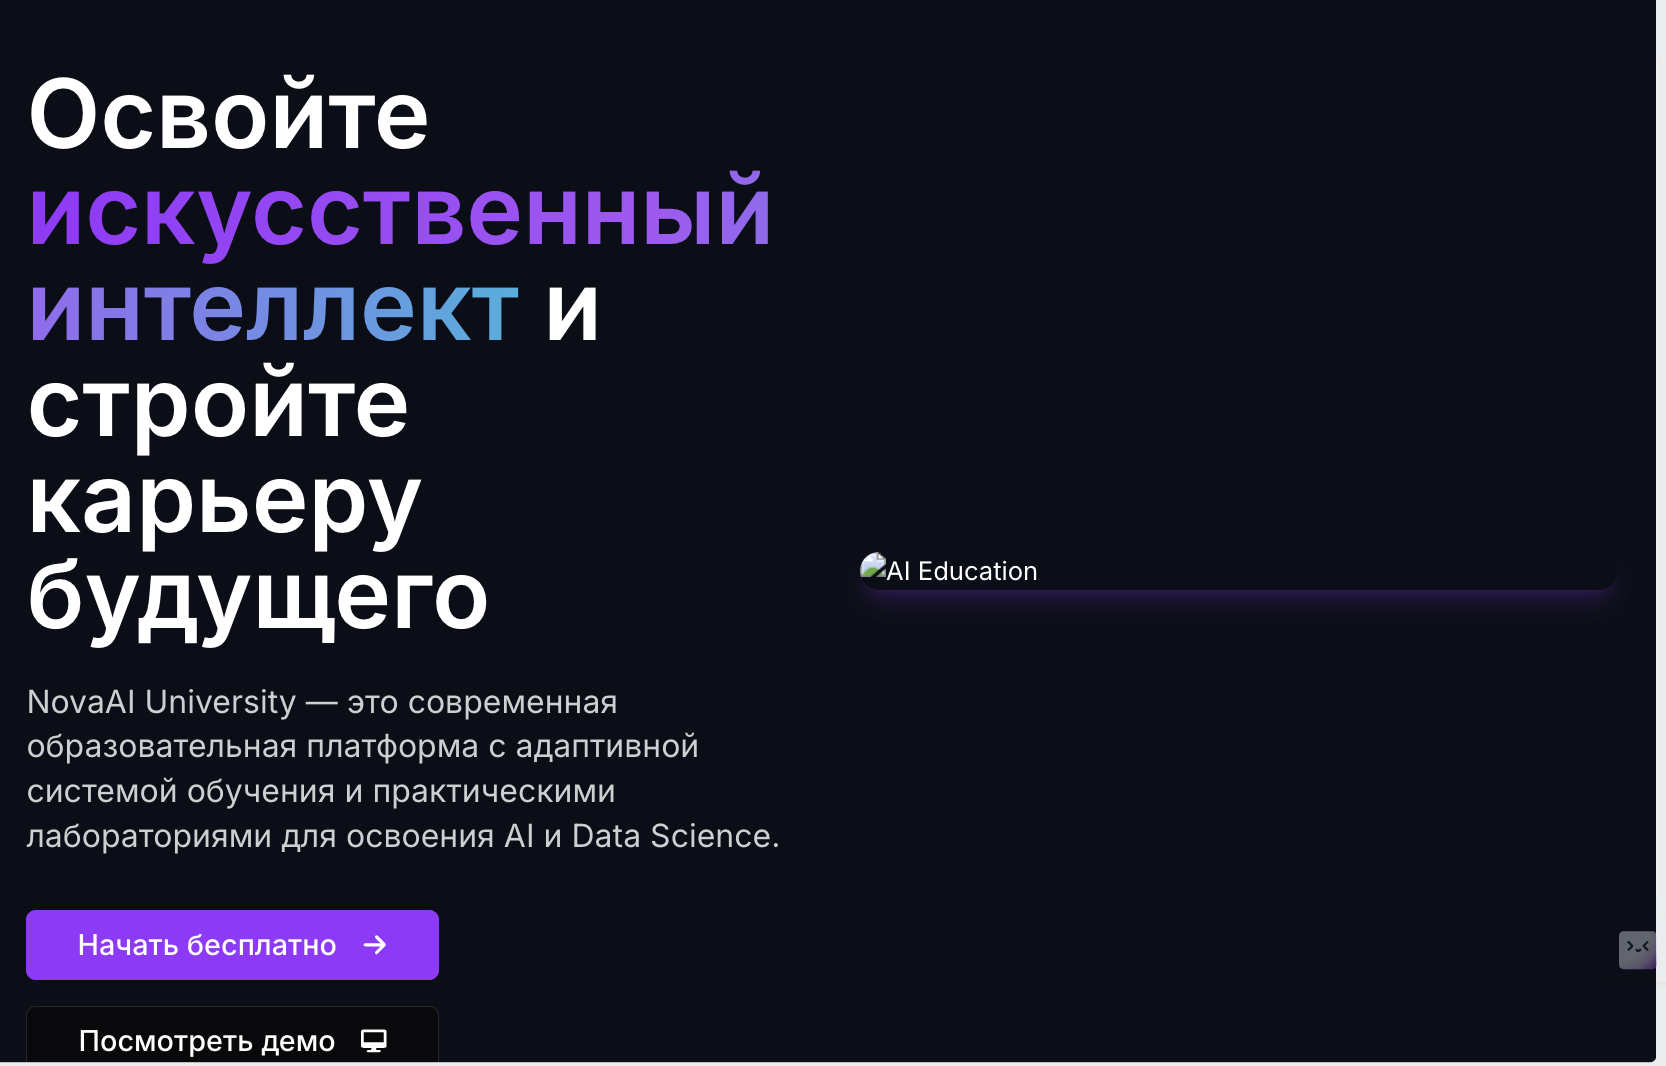 Освойте
искусственный
интеллект и
стройте
карьеру
будущего
AI Education
NovaAI University — это современная
образовательная платформа с адаптивной
системой обучения и практическими
лабораториями для освоения AI и Data Science.
Начать бесплатно
Посмотреть демо